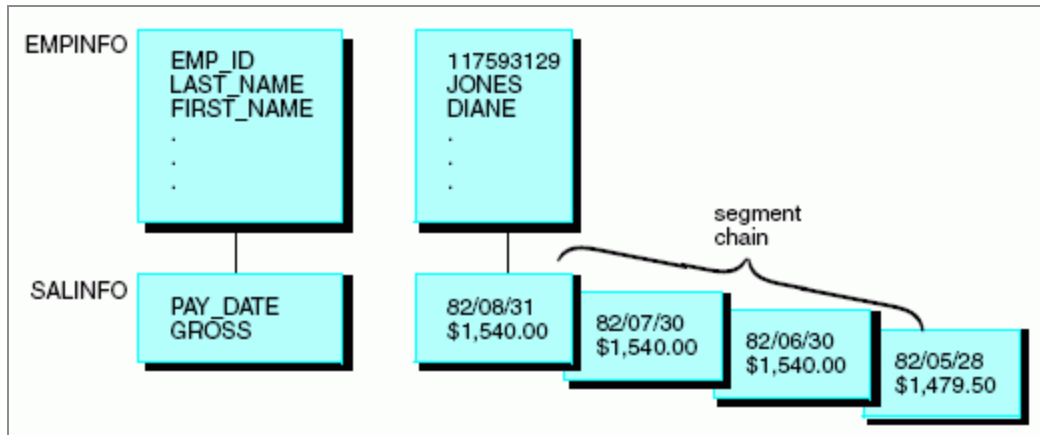 EMPINFO
EMP_ID
LAST_NAME
FIRST_NAME
.
.
.
117593129
JONES
DIANE
.
.
.
segment
chain
SALINFO
PAY_DATE
GROSS
82/08/31
$1,540.00
82/07/30
$1,540.00
82/06/30
$1,540.00
82/05/28
$1,479.50